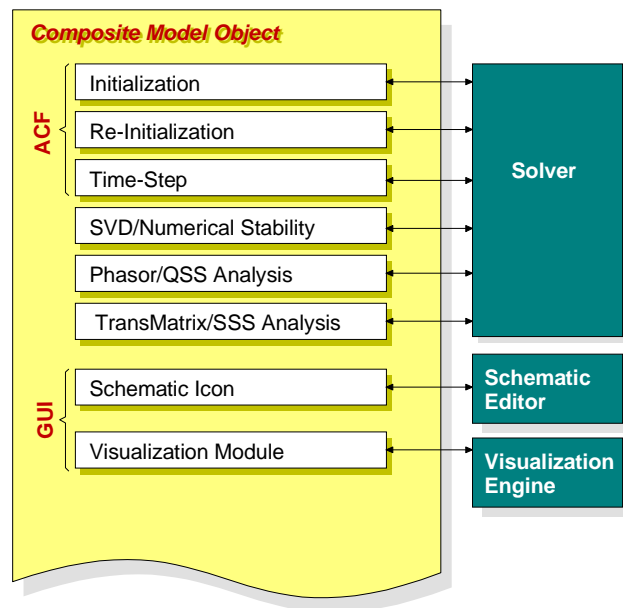 Composite Model Object
ACF
Initialization
Re-Initialization
Time-Step
SVD/Numerical Stability
Phasor/QSS Analysis
TransMatrix/SSS Analysis
Solver
GUI
Schematic Icon
Visualization Module
Schematic
Editor
Visualization
Engine